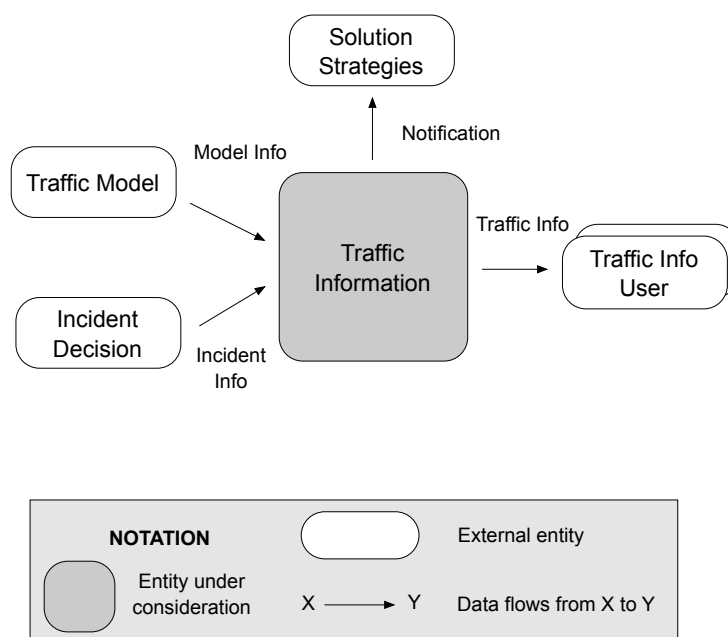 Solution
Strategies
Notification
Model Info
Traffic Model
Traffic
Information
Traffic Info
Traffic Info
User
Incident
Decision
Incident
Info
NOTATION
External entity
Entity under
consideration
X
Y
Data flows from X to Y